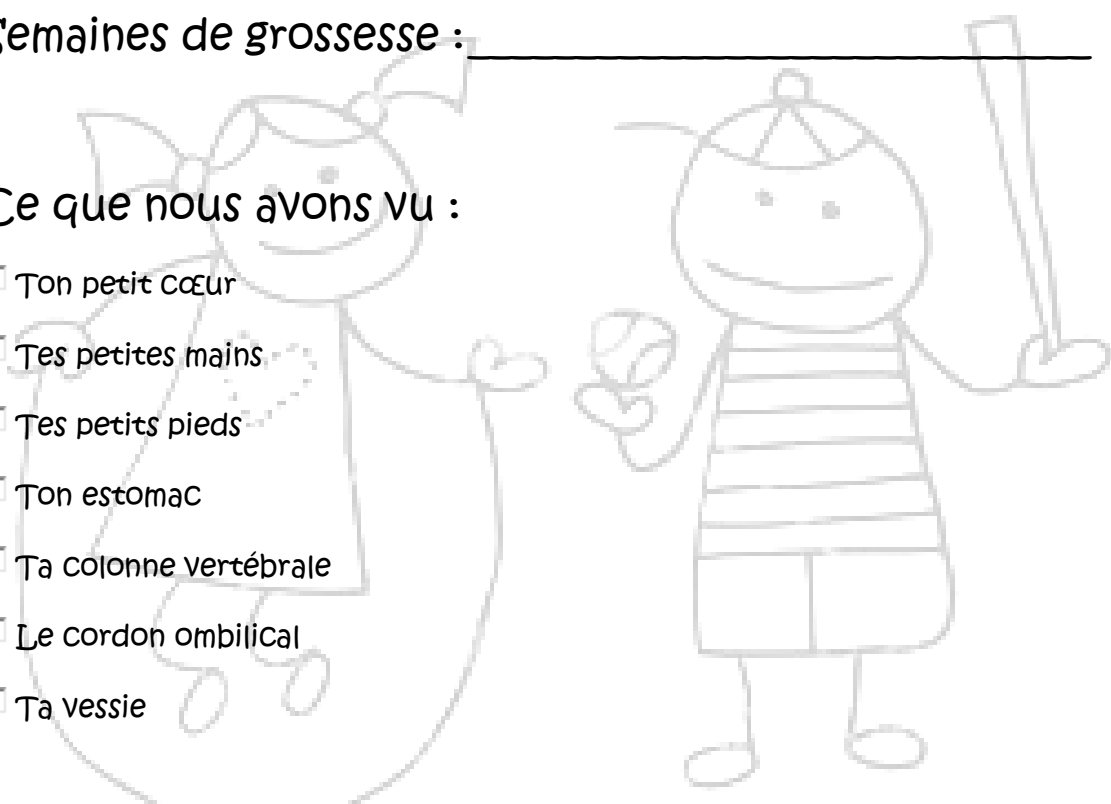 Semaines de grossesse :
Ce que nous avons vu :
Ton petit cœur
Tes petites mains
Tes petits pieds
Ton estomac
Ta colonne vertébrale
Le cordon ombilical
Ta vessie